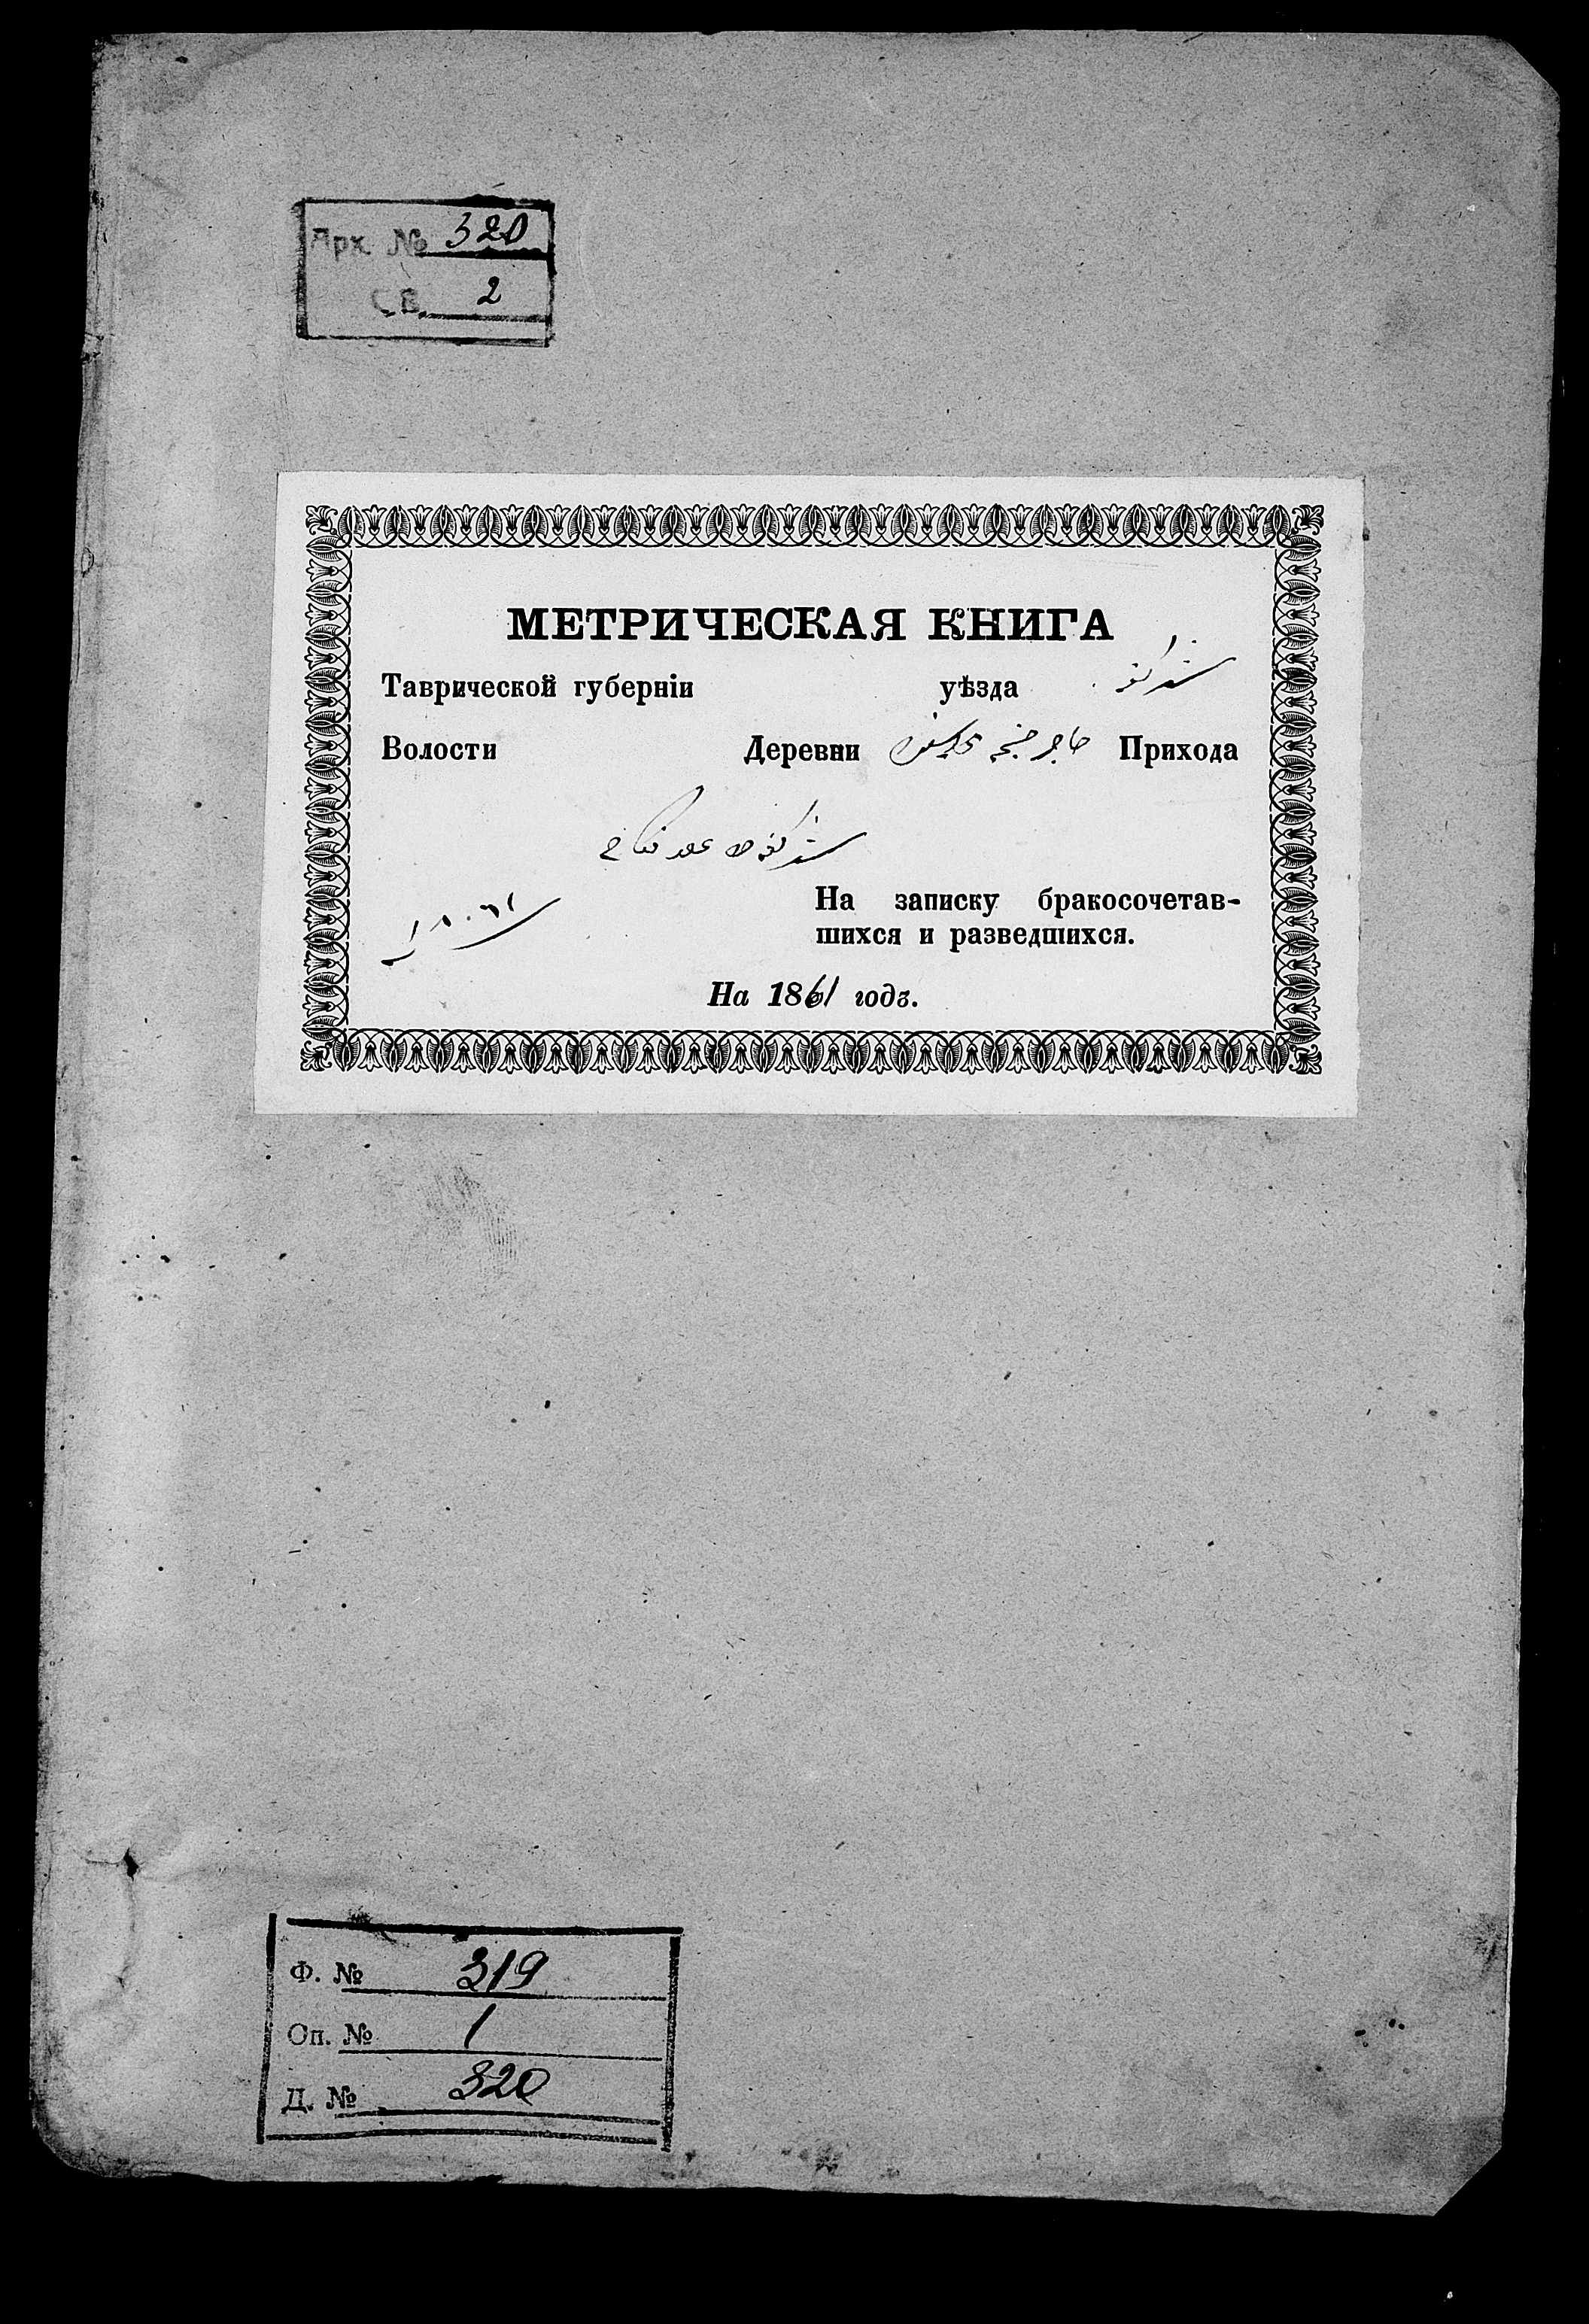 Арх. № 320
Св. 2
МЕТРИЧЕСКАЯ КНИГА
Таврической губерніи уѣзда
Волости Деревни Прихода
На записку бракосочетав-
шихся и разведшихся.
На 1861 годъ.
Ф. № 319
Оп. № 1
Д. № 320